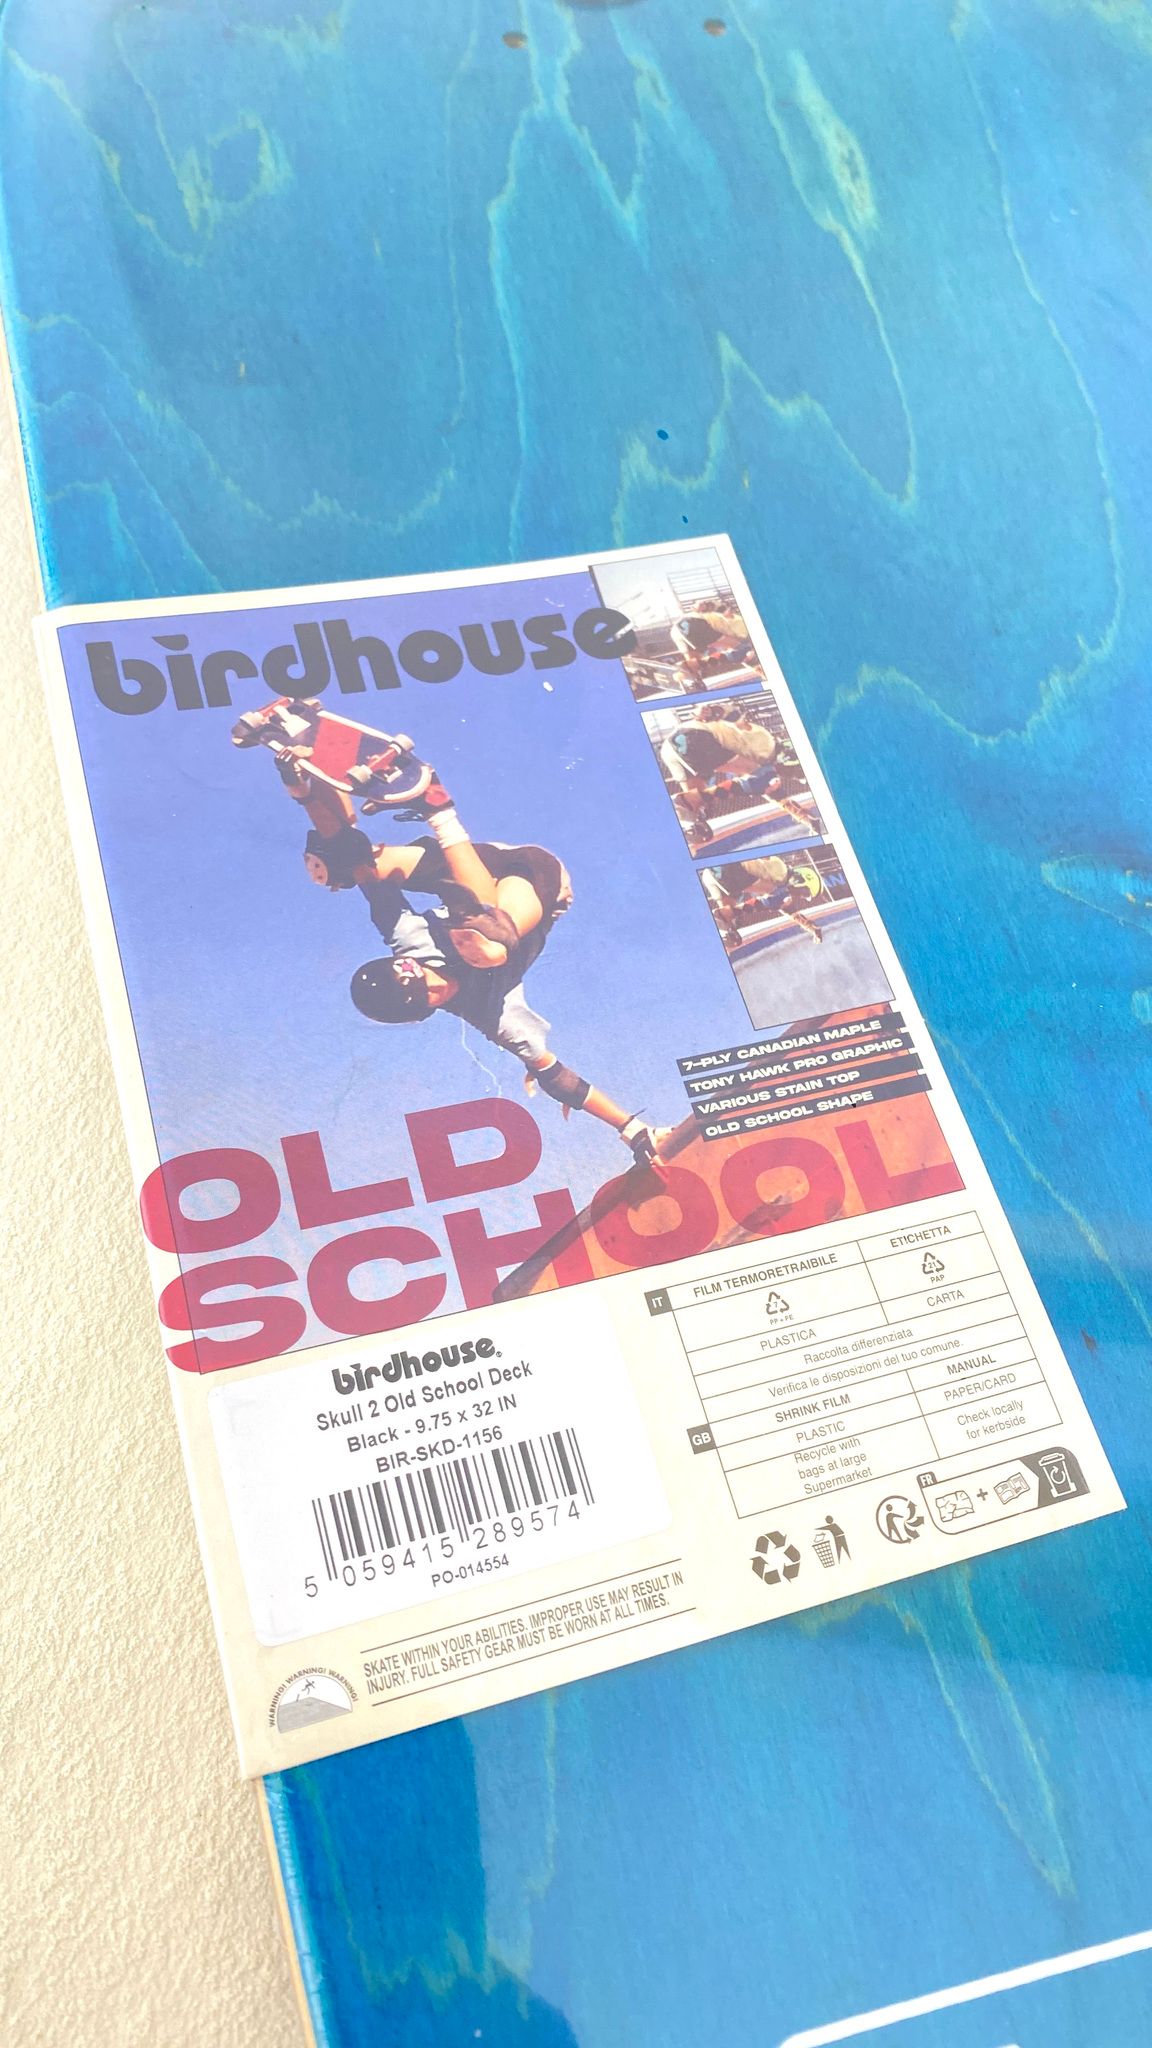 birdhouse
7-PLY CANADIAN MAPLE
TONY HAWK PRO GRAPHIC
VARIOUS STAIN TOP
OLD SCHOOL SHAPE
OLD
SCHOOL
birdhouse®
Skull 2 Old School Deck
Black - 9.75 x 32 IN
BIR-SKD-1156
5 059415 289574
PO-014554
IT
FILM TERMORETRAIBILE
ETICHETTA
7
PP + PE
21
PAP
PLASTICA
CARTA
Raccolta differenziata
Verifica le disposizioni del tuo comune.
GB
SHRINK FILM
MANUAL
PLASTIC
PAPER/CARD
Recycle with
bags at large
Supermarket
Check locally
for kerbside
FR
+
WARNING! WARNING! WARNING!
SKATE WITHIN YOUR ABILITIES. IMPROPER USE MAY RESULT IN
INJURY. FULL SAFETY GEAR MUST BE WORN AT ALL TIMES.